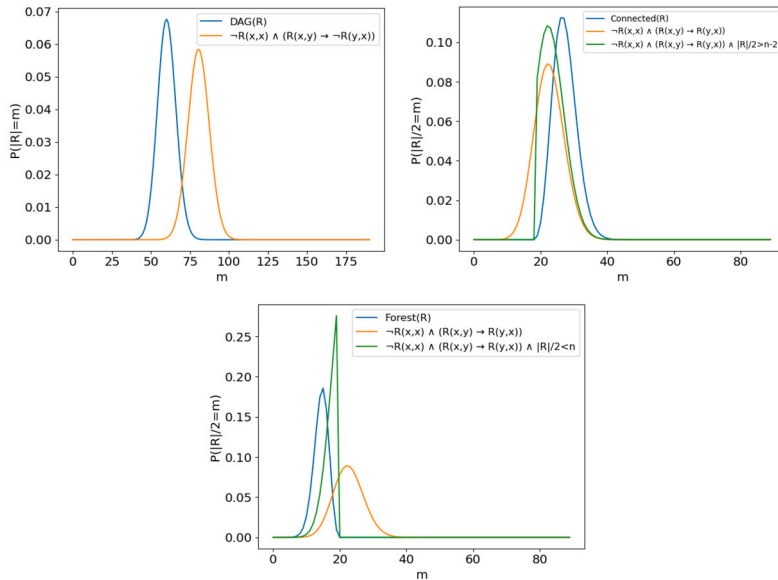 DAG(R)
¬R(x,x) ∧ (R(x,y) → ¬R(y,x))
P(|R|=m)
0.07
0.06
0.05
0.04
0.03
0.02
0.01
0.00
0 25 50 75 100 125 150 175
m
Connected(R)
¬R(x,x) ∧ (R(x,y) → R(y,x))
¬R(x,x) ∧ (R(x,y) → R(y,x)) ∧ |R|/2>n-2
P(|R|/2=m)
0.10
0.08
0.06
0.04
0.02
0.00
0 20 40 60 80
m
Forest(R)
¬R(x,x) ∧ (R(x,y) → R(y,x))
¬R(x,x) ∧ (R(x,y) → R(y,x)) ∧ |R|/2<n
P(|R|/2=m)
0.25
0.20
0.15
0.10
0.05
0.00
0 20 40 60 80
m